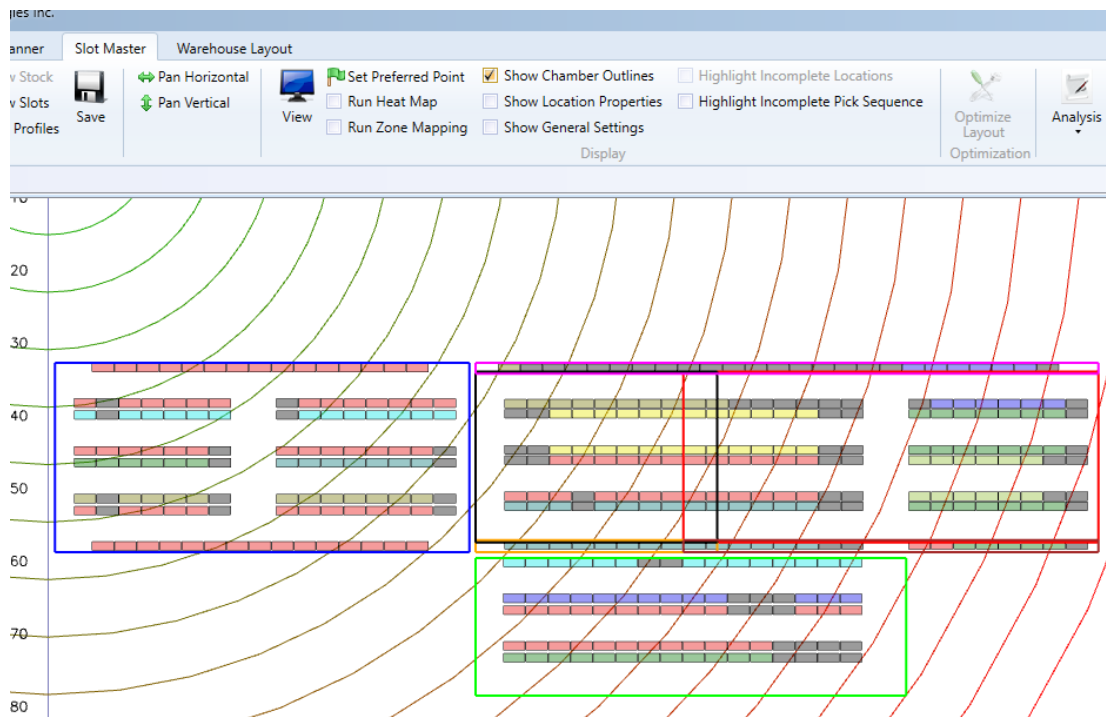 Inc.
Slot Master Warehouse Layout
Stock Pan Horizontal Set Preferred Point Show Chamber Outlines Highlight Incomplete Locations
Slots Save Pan Vertical View Run Heat Map Show Location Properties Highlight Incomplete Pick Sequence Optimize Analysis
Profiles Run Zone Mapping Show General Settings Layout
Display Optimization
20
30
40
50
60
70
80